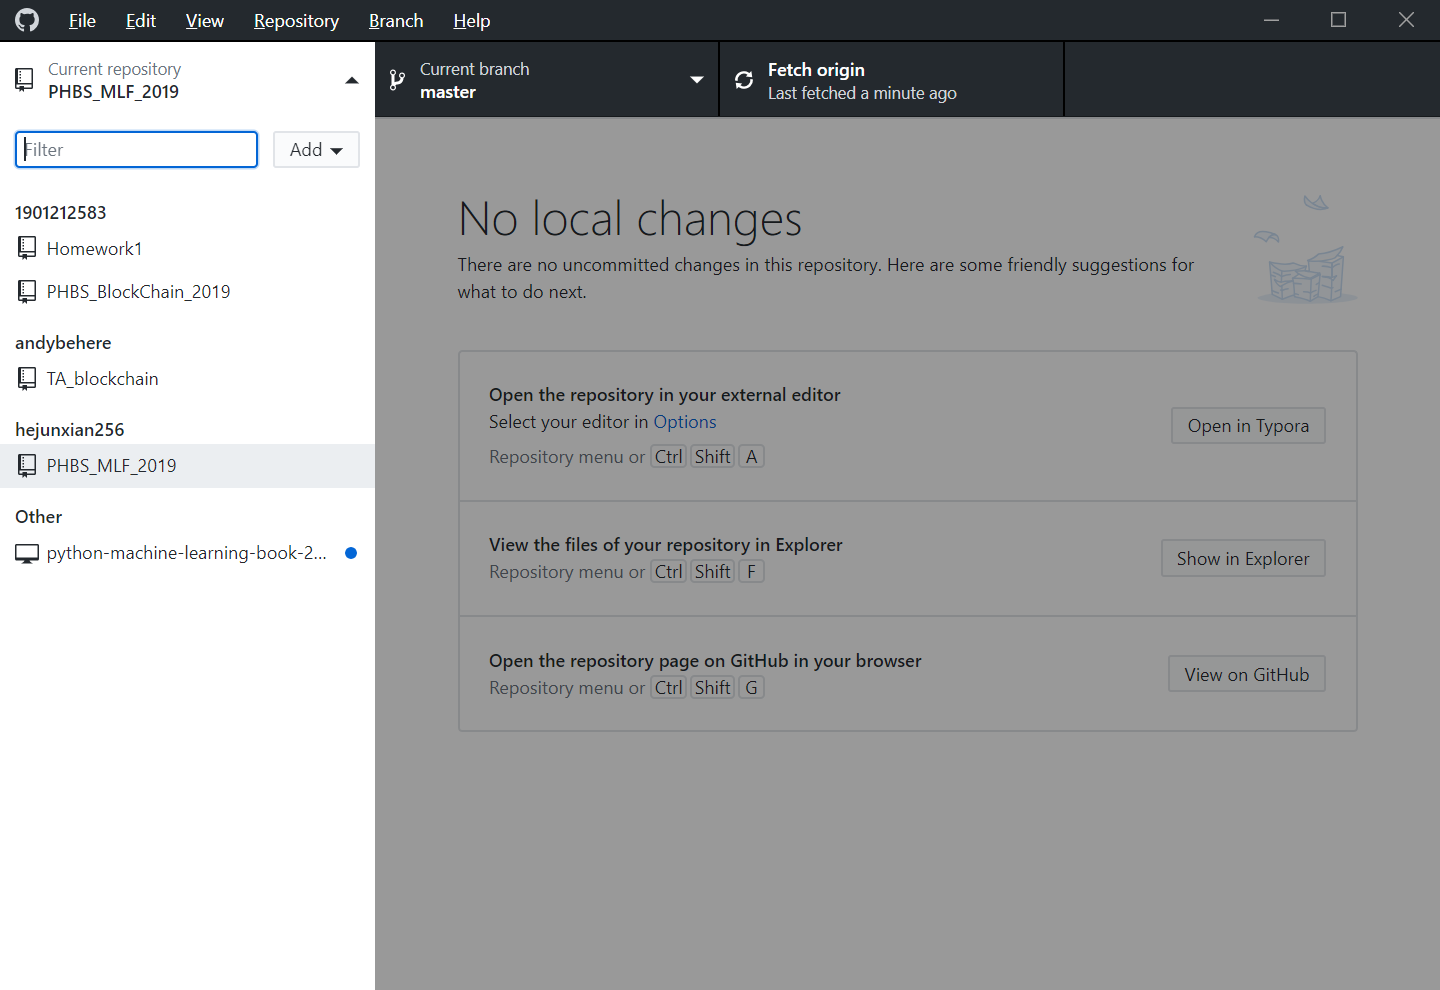 File Edit View Repository Branch Help
Current repository
PHBS_MLF_2019
Current branch
master
Fetch origin
Last fetched a minute ago
Filter
Add
1901212583
Homework1
PHBS_BlockChain_2019
andybehere
TA_blockchain
hejunxian256
PHBS_MLF_2019
Other
python-machine-learning-book-2...
No local changes
There are no uncommitted changes in this repository. Here are some friendly suggestions for
what to do next.
Open the repository in your external editor
Select your editor in Options
Repository menu or Ctrl Shift A
Open in Typora
View the files of your repository in Explorer
Repository menu or Ctrl Shift F
Show in Explorer
Open the repository page on GitHub in your browser
Repository menu or Ctrl Shift G
View on GitHub